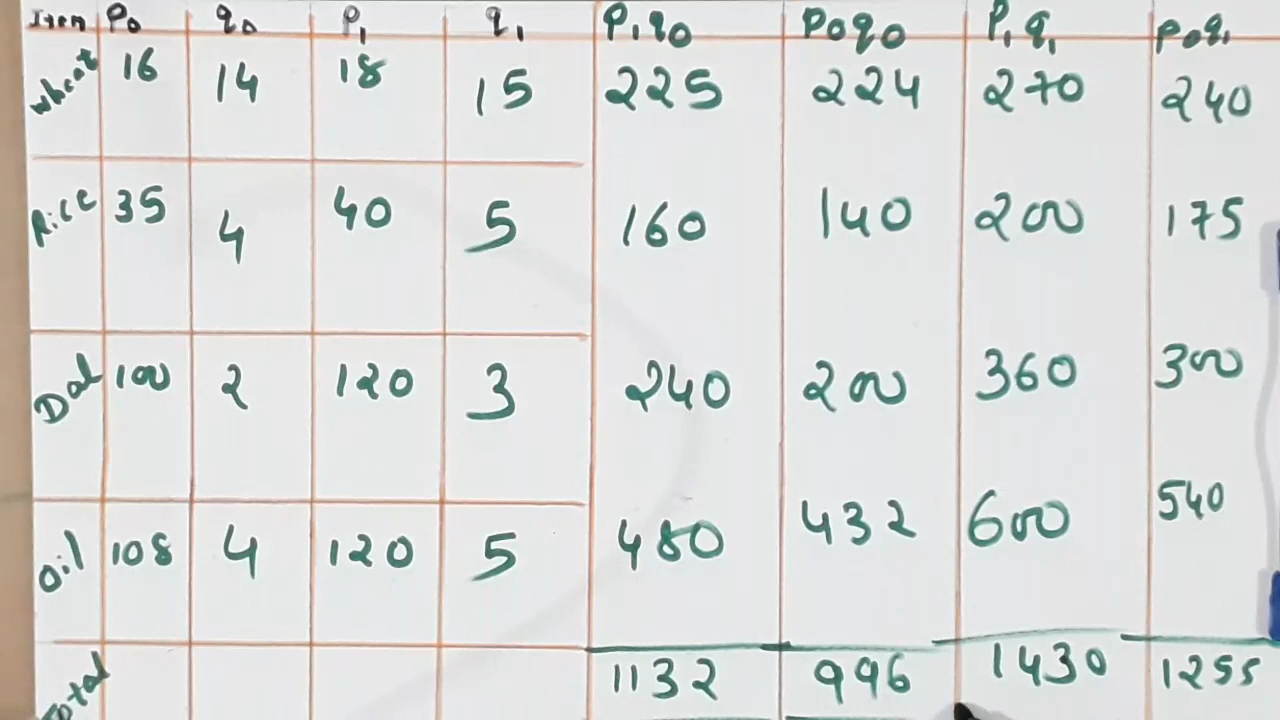 Item P0 q0 P1 q1 P1q0 P0q0 P1q1 P0q1
Wheat 16 14 18 15 225 224 270 240
Rice 35 4 40 5 160 140 200 175
Dal 100 2 120 3 240 200 360 300
Oil 108 4 120 5 480 432 600 540
Total 1132 996 1430 1255